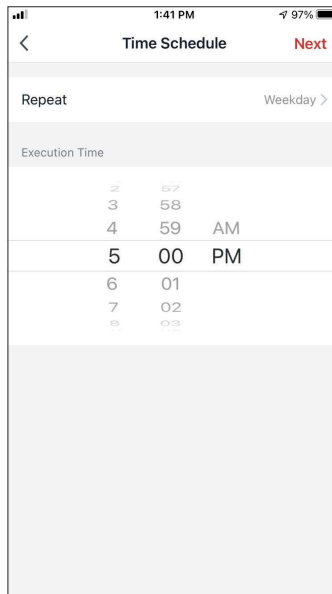 1:41 PM
97%
Time Schedule
Next
Repeat
Weekday
Execution Time
2 57
3 58
4 59 AM
5 00 PM
6 01
7 02
8 03